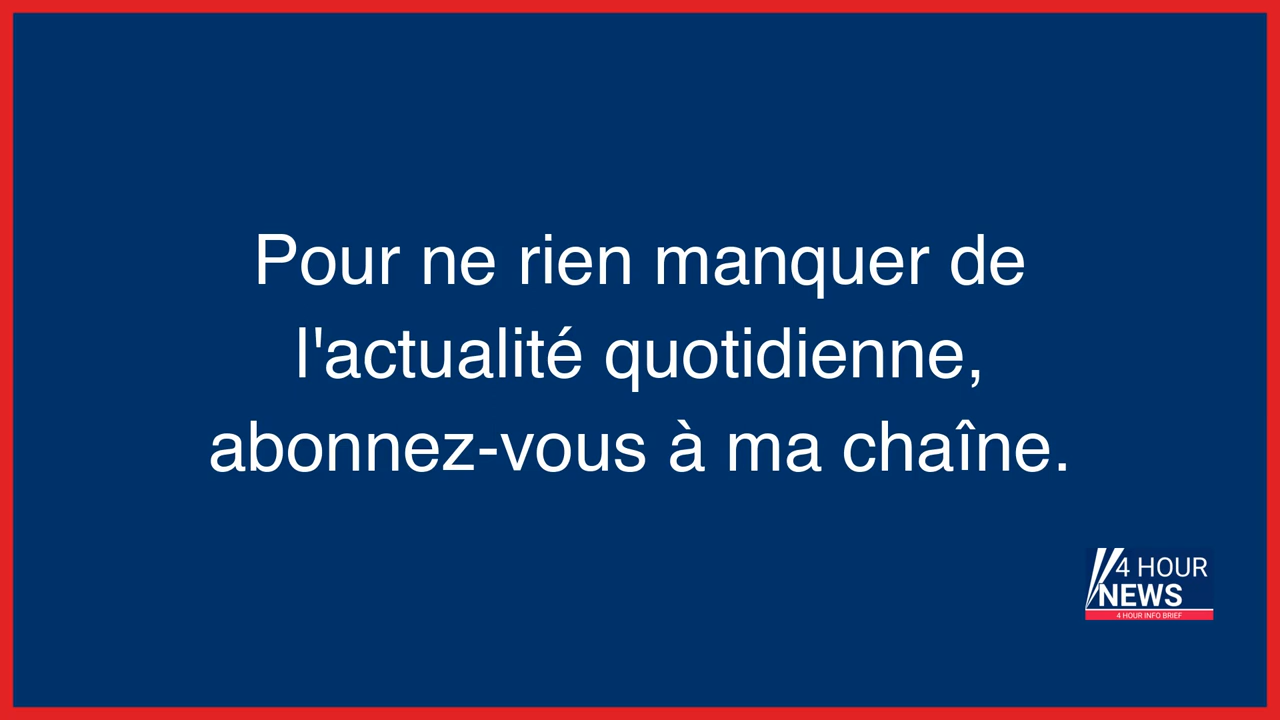 Pour ne rien manquer de
l'actualité quotidienne,
abonnez-vous à ma chaîne.
4 HOUR
NEWS
4 HOUR INFO BRIEF